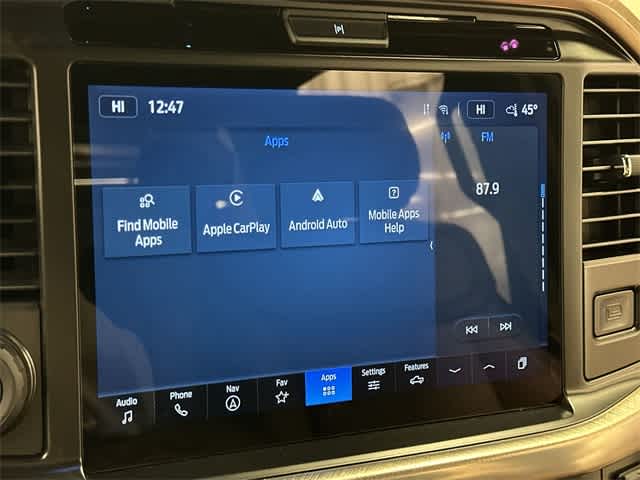 HI 12:47 HI 45°
Apps FM
87.9
Find Mobile
Apps
Apple CarPlay
Android Auto
Mobile Apps
Help
Audio Phone Nav Fav Apps Settings Features